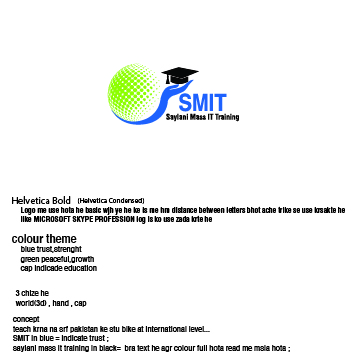 SMIT
Saylani Mass IT Training
Helvetica Bold (Helvetica Condensed)
Logo me use hota he basic wjh ye he ke is me hm distance between letters bhot ache trike se use krsakte he
like MICROSOFT SKYPE PROFESSION log is ko use zada krte he
colour theme
blue trust,strenght
green peaceful,growth
cap indicade education
3 chize he
world(3d) , hand , cap
concept
teach krna na srf pakistan ke stu bike at international level...
SMIT in blue = indicate trust ;
saylani mass it training in black= bra text he agr colour full hota read me msla hota ;